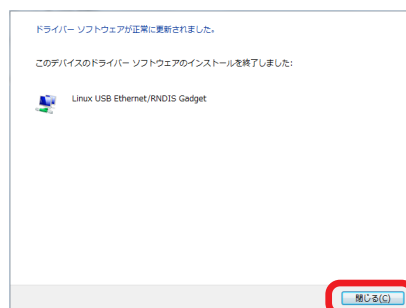 ドライバー ソフトウェアが正常に更新されました。
このデバイスのドライバー ソフトウェアのインストールを終了しました:
Linux USB Ethernet/RNDIS Gadget
閉じる(C)